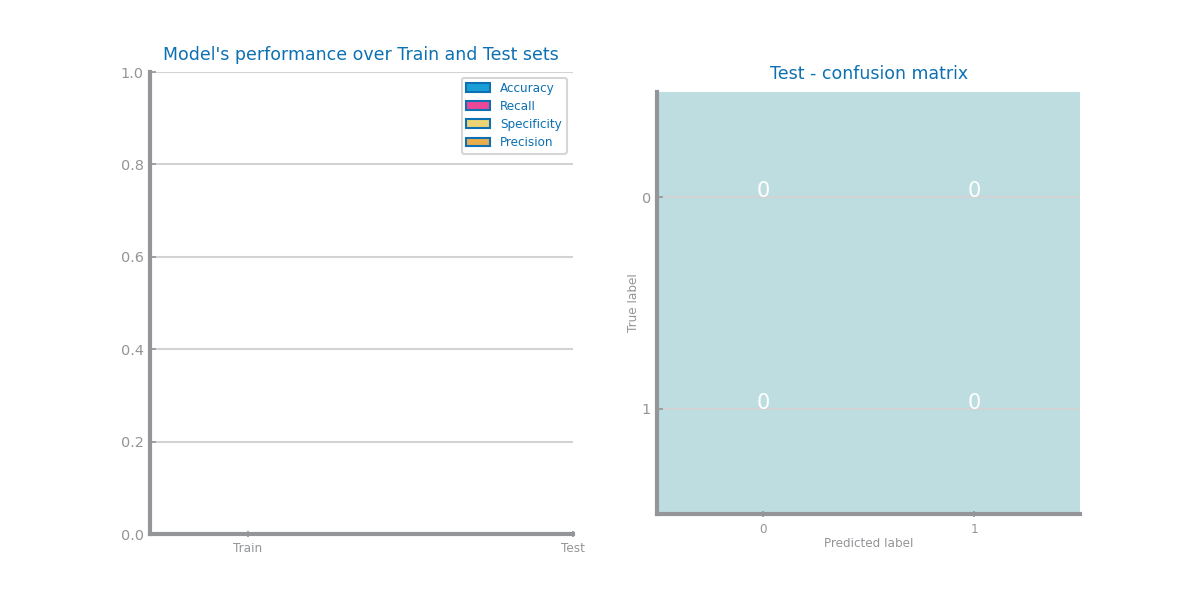 Model's performance over Train and Test sets
1.0
0.8
0.6
0.4
0.2
0.0
Train Test
Accuracy
Recall
Specificity
Precision
Test - confusion matrix
True label
0
1
0 0
0 0
0 1
Predicted label